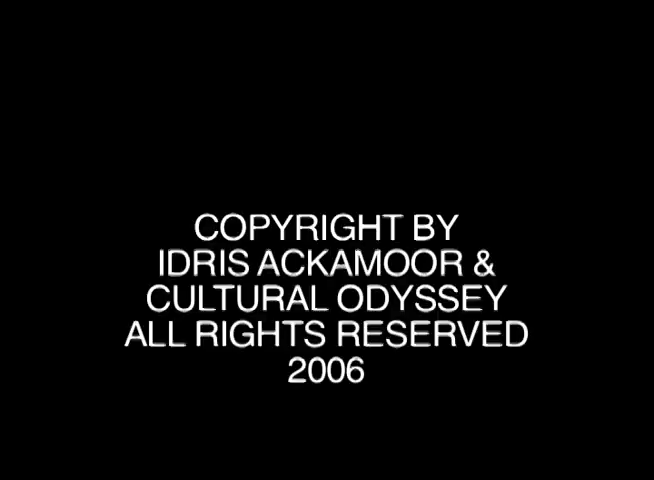 COPYRIGHT BY
IDRIS ACKAMOOR &
CULTURAL ODYSSEY
ALL RIGHTS RESERVED
2006